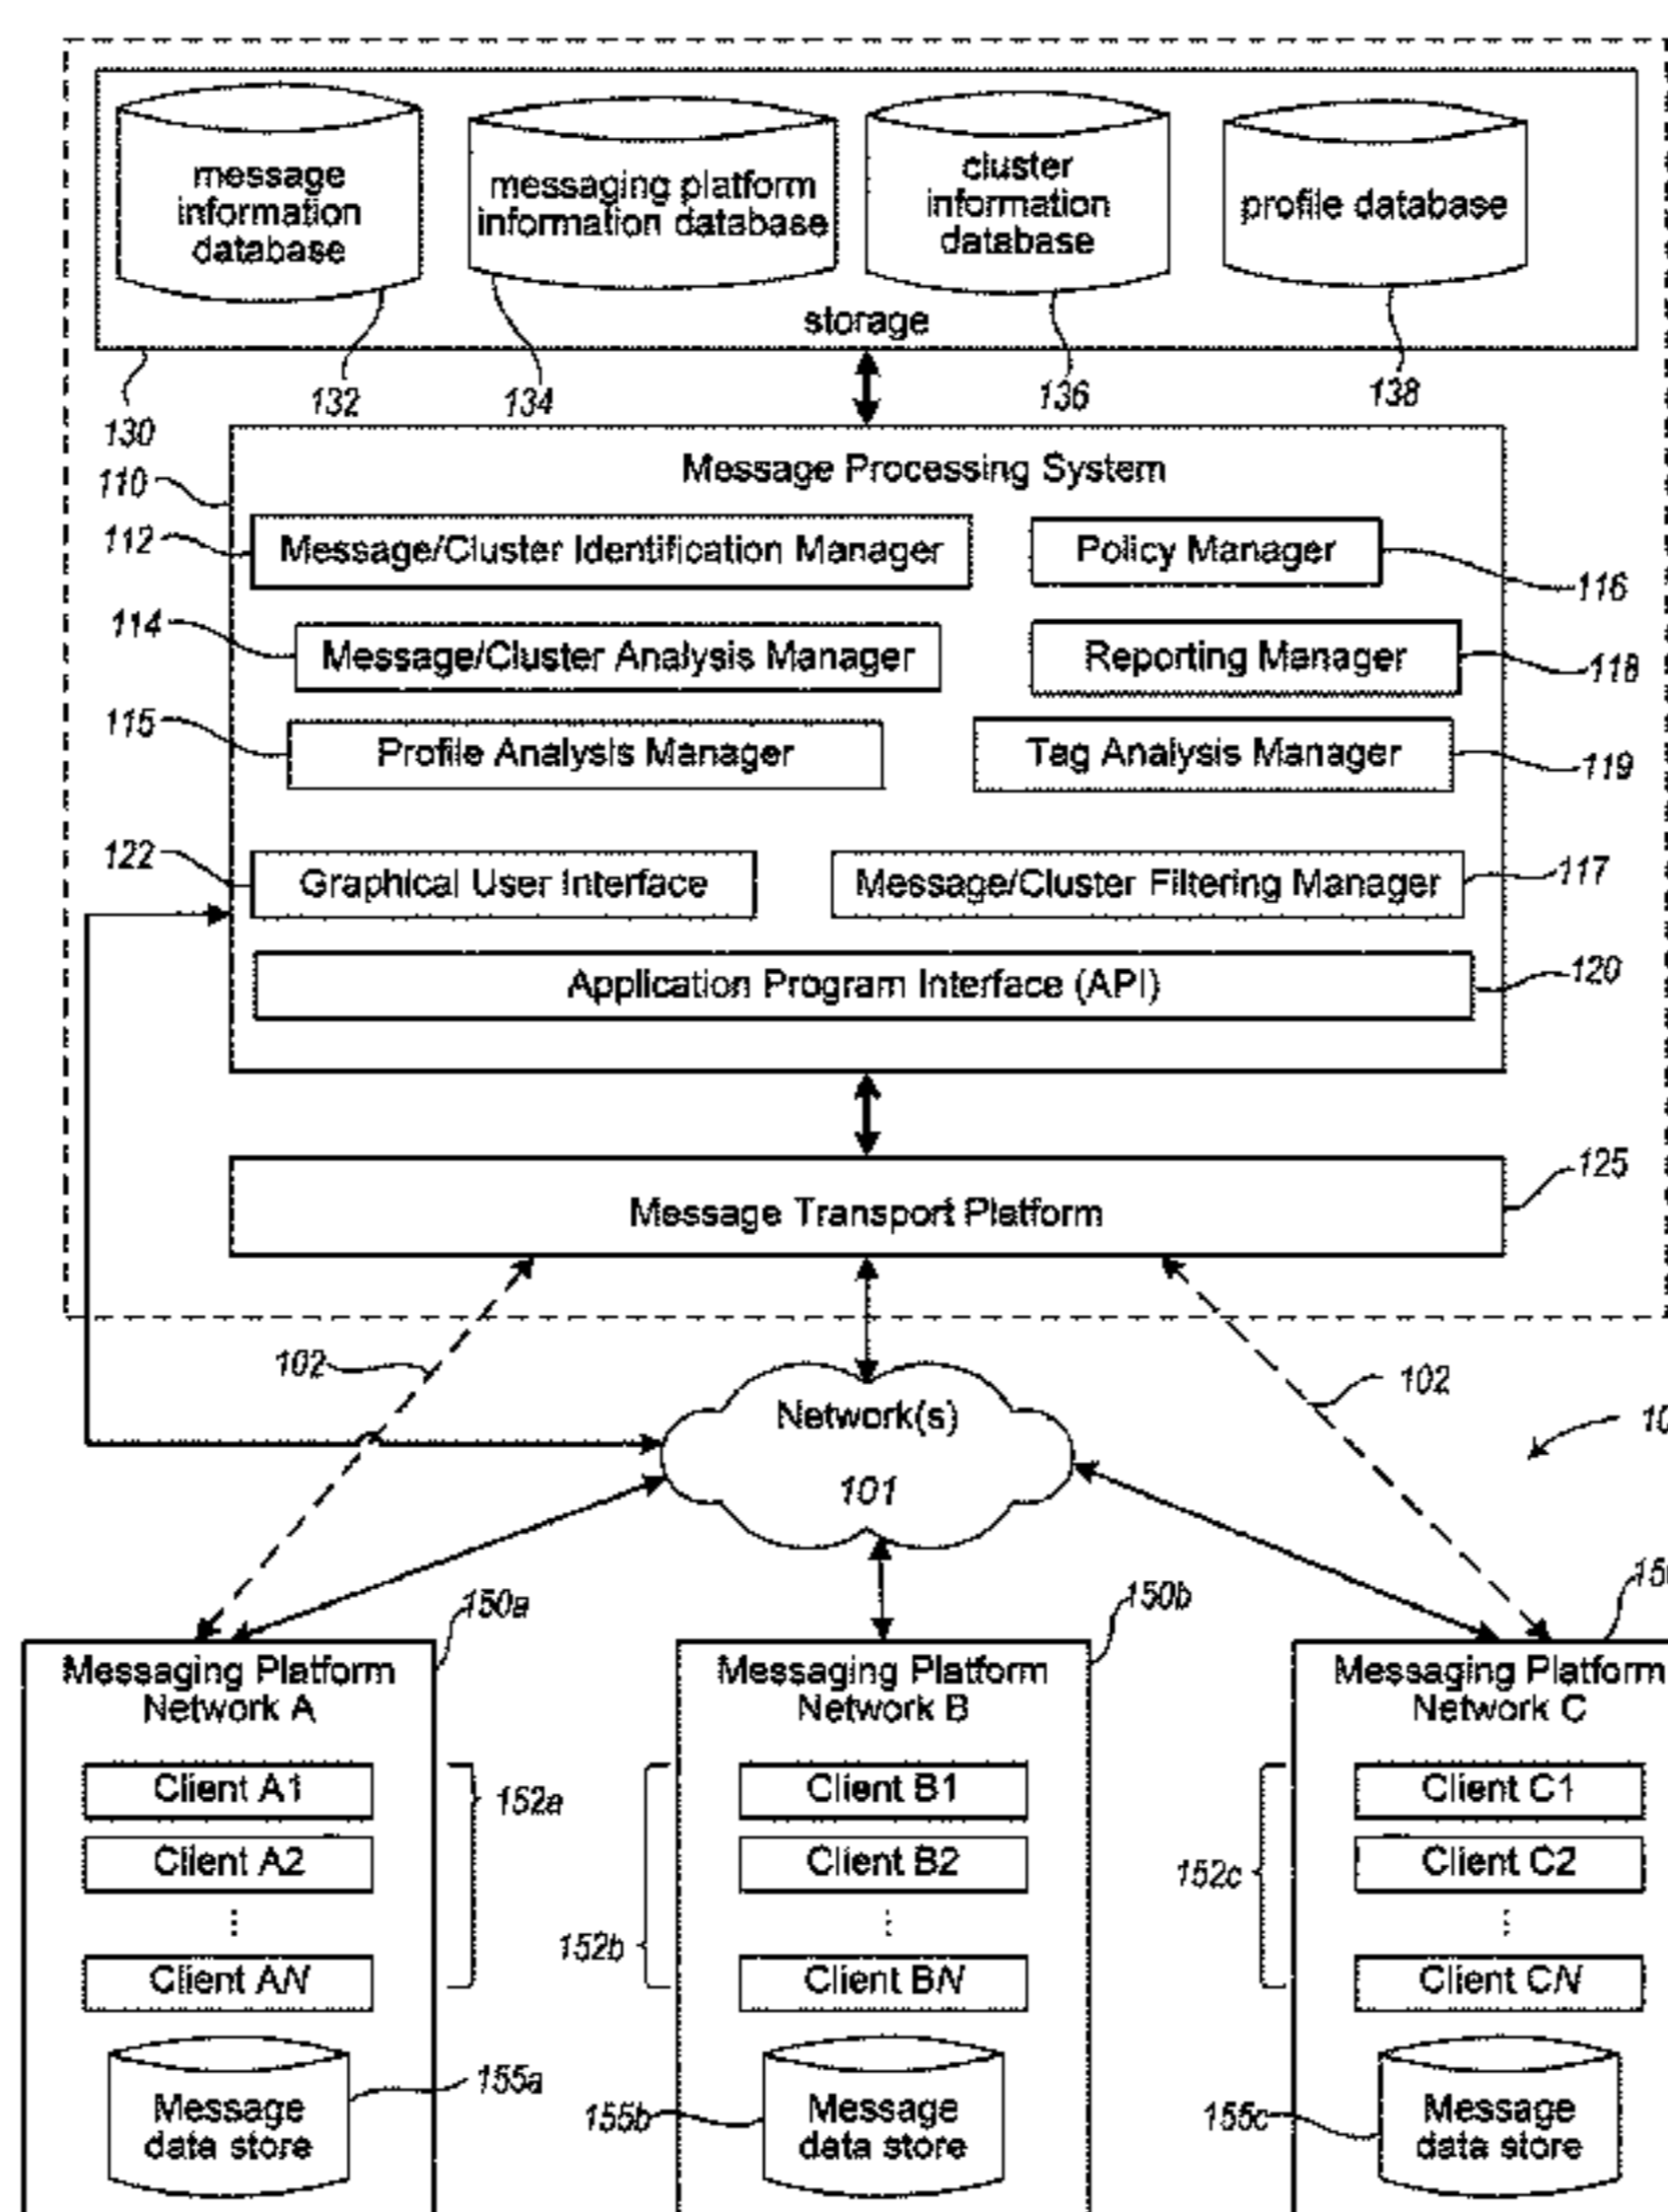 message
information
database
messaging platform
information database
cluster
information
database
profile database
storage
132
134
136
138
130
110
Message Processing System
112
Message/Cluster Identification Manager
Policy Manager
116
114
Message/Cluster Analysis Manager
Reporting Manager
118
115
Profile Analysis Manager
Tag Analysis Manager
119
122
Graphical User Interface
Message/Cluster Filtering Manager
117
Application Program Interface (API)
120
Message Transport Platform
125
102
102
Network(s)
101
150a
150b
Messaging Platform
Network A
Messaging Platform
Network B
Messaging Platform
Network C
Client A1
Client A2
⋮
Client AN
152a
Client B1
Client B2
⋮
Client BN
152b
Client C1
Client C2
⋮
Client CN
152c
Message
data store
155a
Message
data store
155b
Message
data store
155c